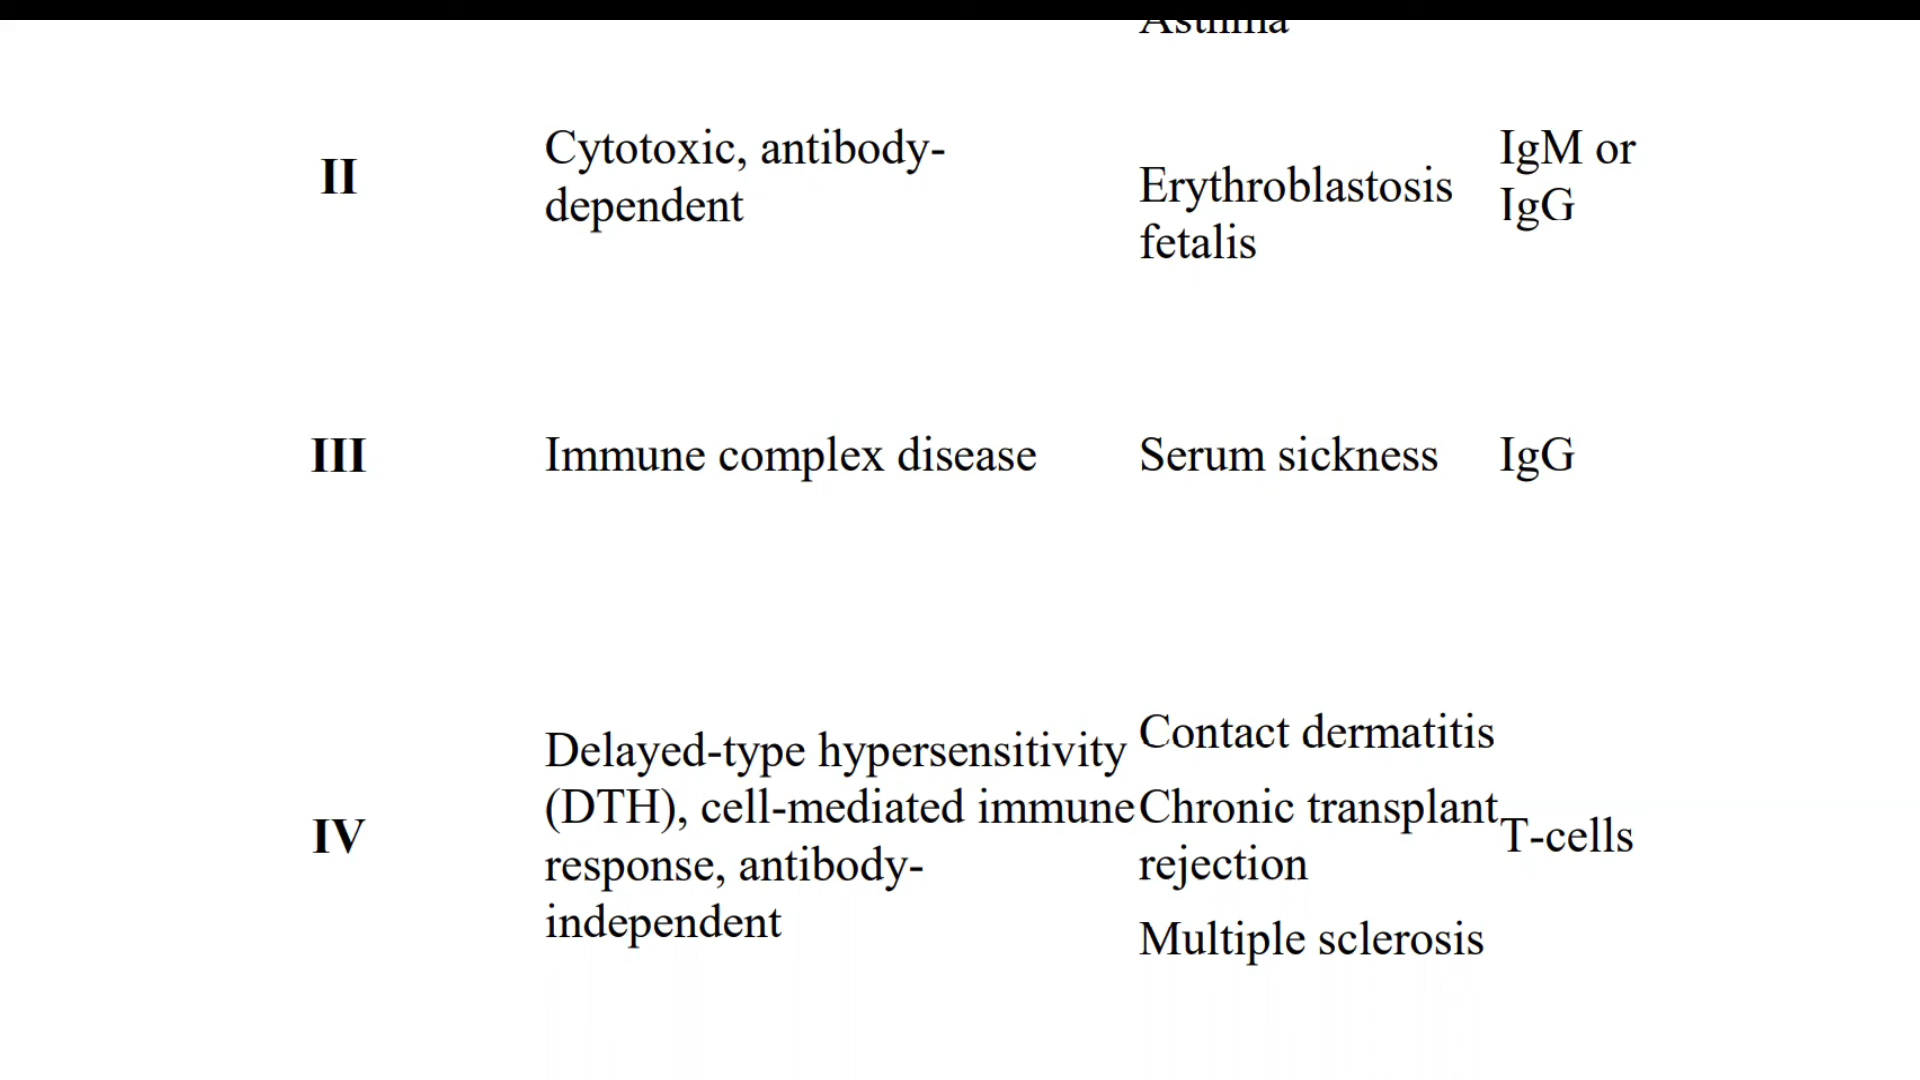 Asthma
II
Cytotoxic, antibody-
dependent
Erythroblastosis
fetalis
IgM or
IgG
III
Immune complex disease
Serum sickness
IgG
IV
Delayed-type hypersensitivity
(DTH), cell-mediated immune
response, antibody-
independent
Contact dermatitis
Chronic transplant
rejection
Multiple sclerosis
T-cells